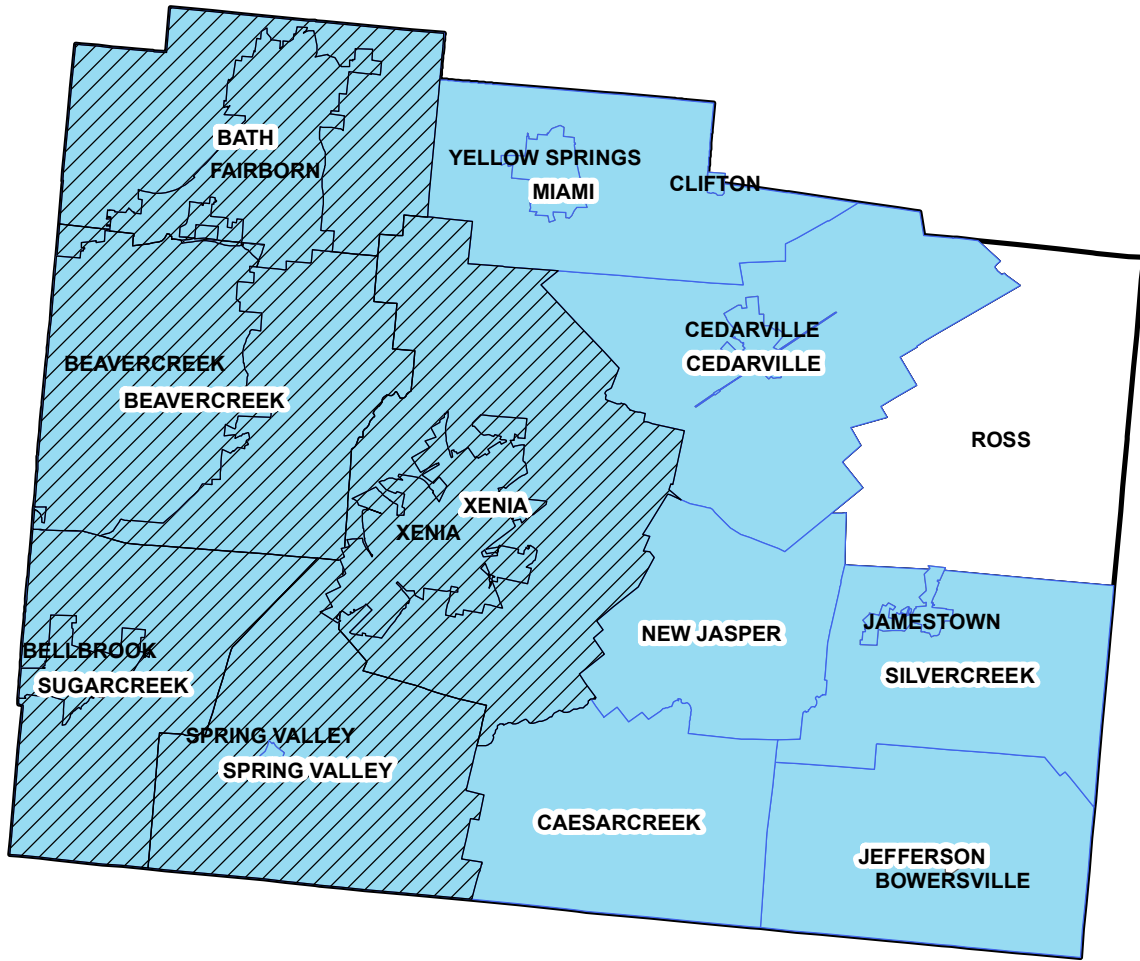 BATH
FAIRBORN
YELLOW SPRINGS
MIAMI
CLIFTON
CEDARVILLE
CEDARVILLE
BEAVERCREEK
BEAVERCREEK
ROSS
XENIA
XENIA
NEW JASPER
JAMESTOWN
SILVERCREEK
BELLBROOK
SUGARCREEK
SPRING VALLEY
SPRING VALLEY
CAESARCREEK
JEFFERSON
BOWERSVILLE